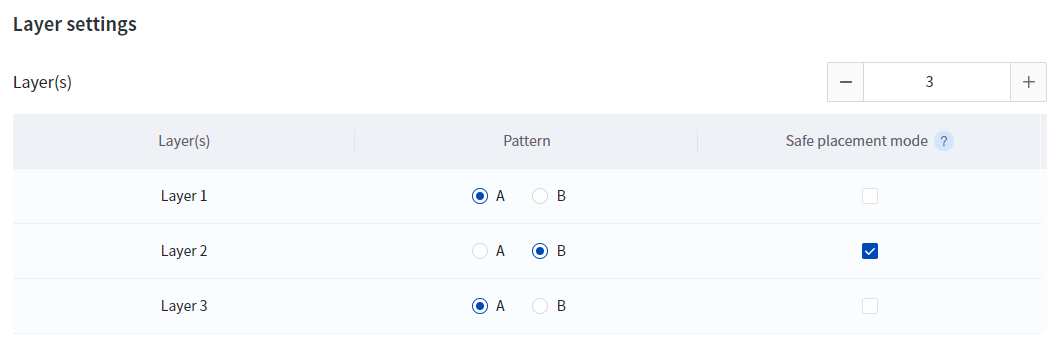 Layer settings
Layer(s) 3
Layer(s) Pattern Safe placement mode ?
Layer 1 A B
Layer 2 A B
Layer 3 A B